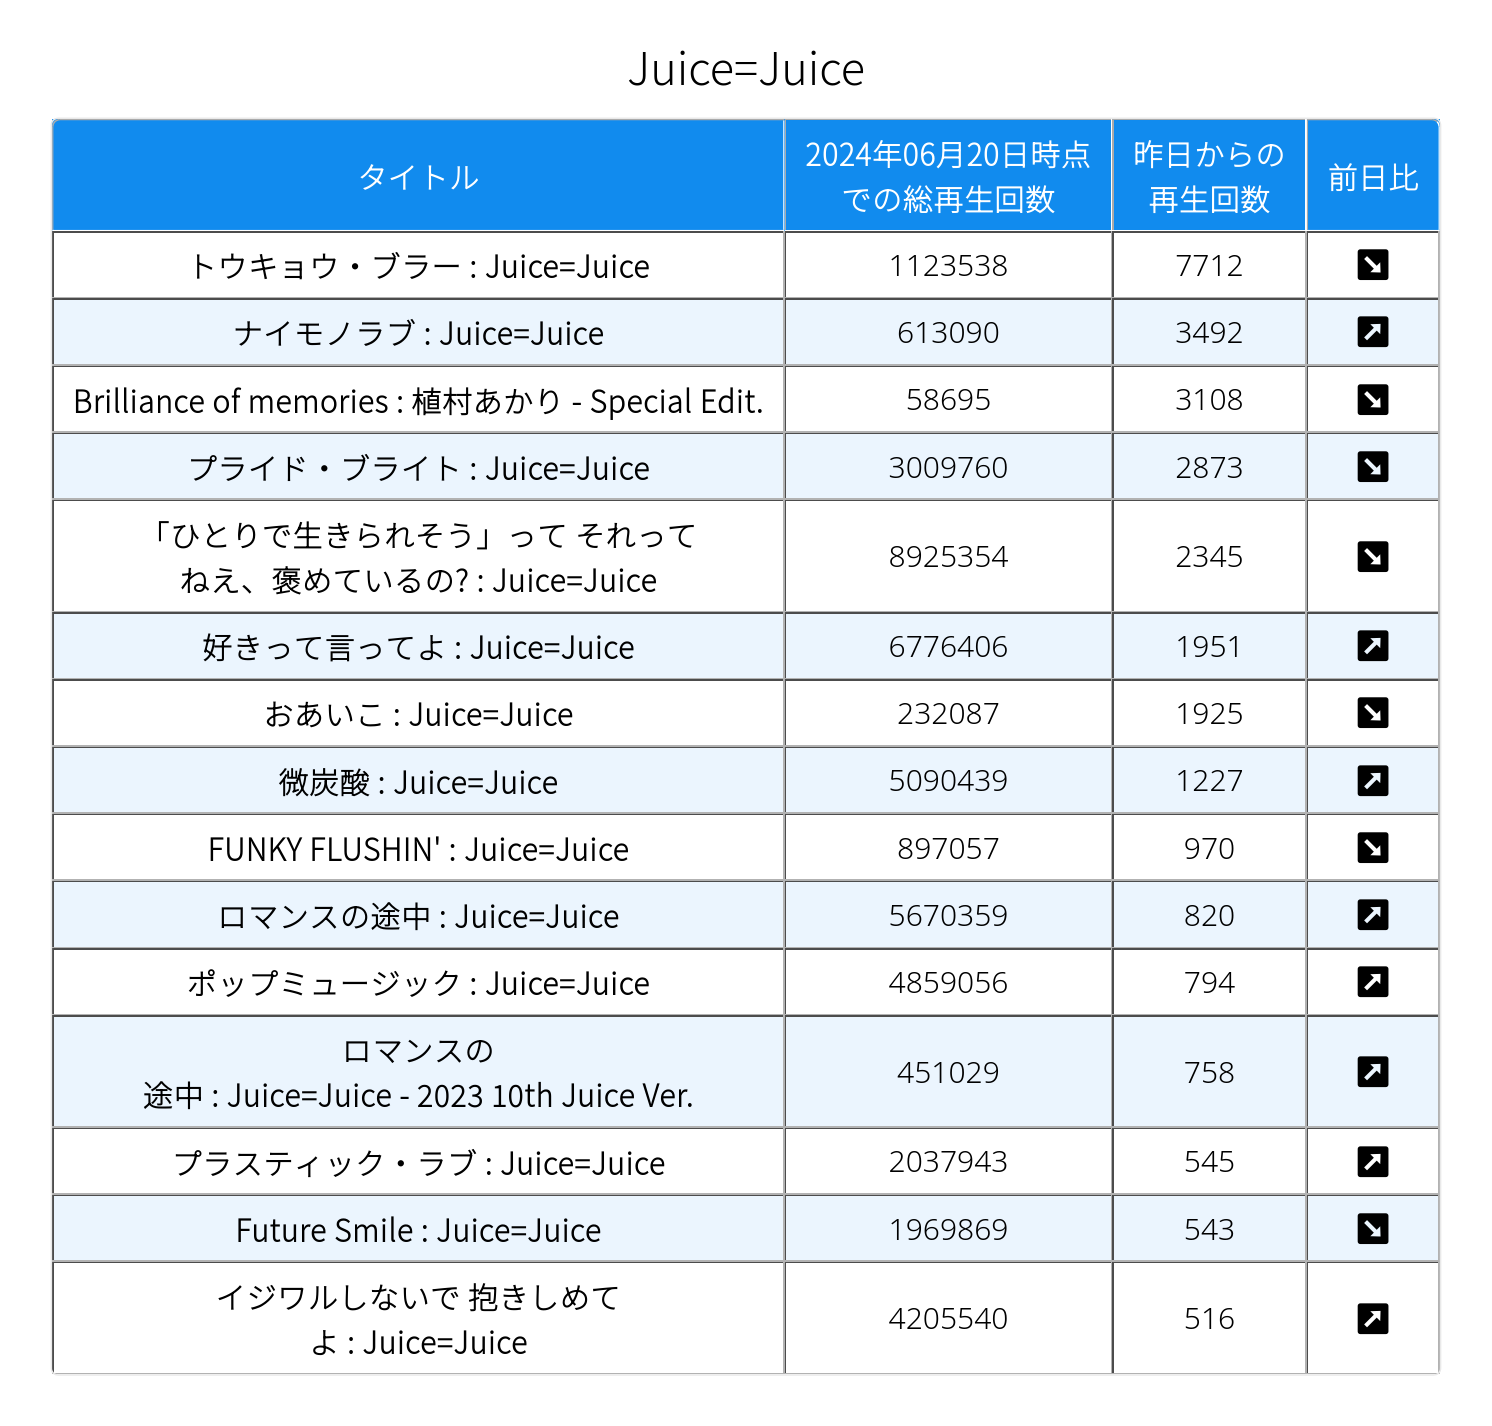 Juice=Juice
タイトル
2024年06月20日時点
での総再生回数
昨日からの
再生回数
前日比
トウキョウ・ブラー : Juice=Juice 1123538 7712
ナイモノラブ : Juice=Juice 613090 3492
Brilliance of memories : 植村あかり - Special Edit. 58695 3108
プライド・ブライト : Juice=Juice 3009760 2873
「ひとりで生きられそう」って それって
ねえ、褒めているの? : Juice=Juice
8925354 2345
好きって言ってよ : Juice=Juice 6776406 1951
おあいこ : Juice=Juice 232087 1925
微炭酸 : Juice=Juice 5090439 1227
FUNKY FLUSHIN' : Juice=Juice 897057 970
ロマンスの途中 : Juice=Juice 5670359 820
ポップミュージック : Juice=Juice 4859056 794
ロマンスの
途中 : Juice=Juice - 2023 10th Juice Ver.
451029 758
プラスティック・ラブ : Juice=Juice 2037943 545
Future Smile : Juice=Juice 1969869 543
イジワルしないで 抱きしめて
よ : Juice=Juice
4205540 516